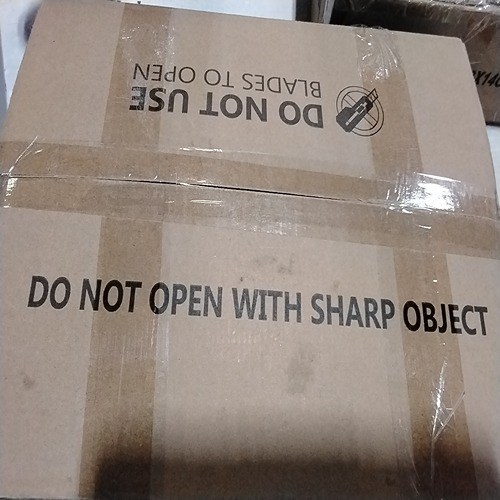 DO NOT USE
BLADES TO OPEN
DO NOT OPEN WITH SHARP OBJECT